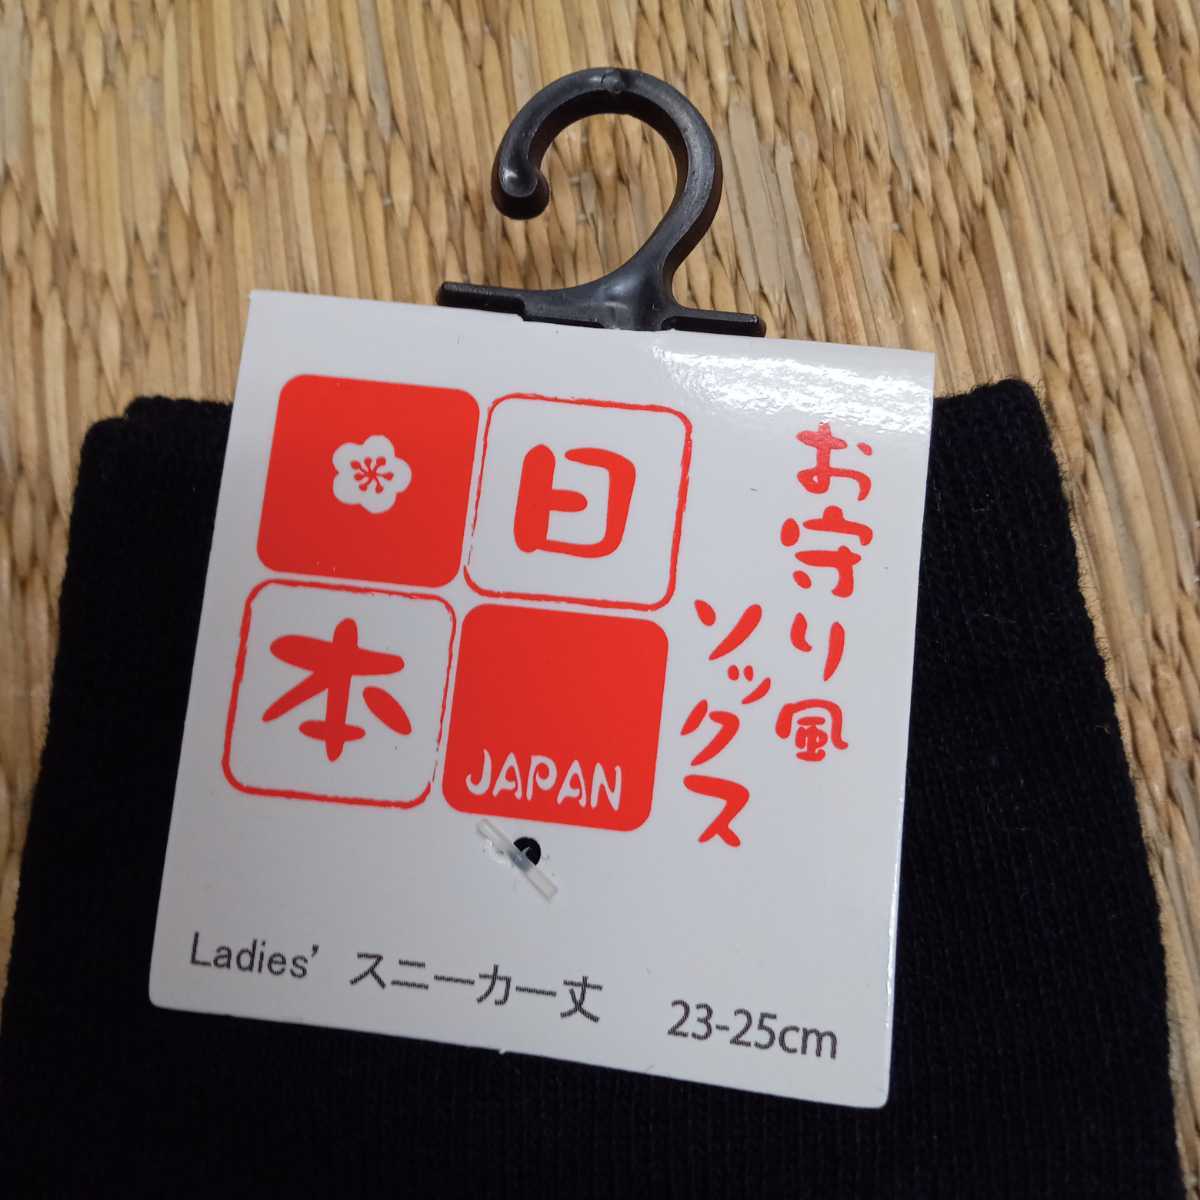 お守り風
ソックス
日
本
JAPAN
Ladies’ スニーカー丈 23-25cm